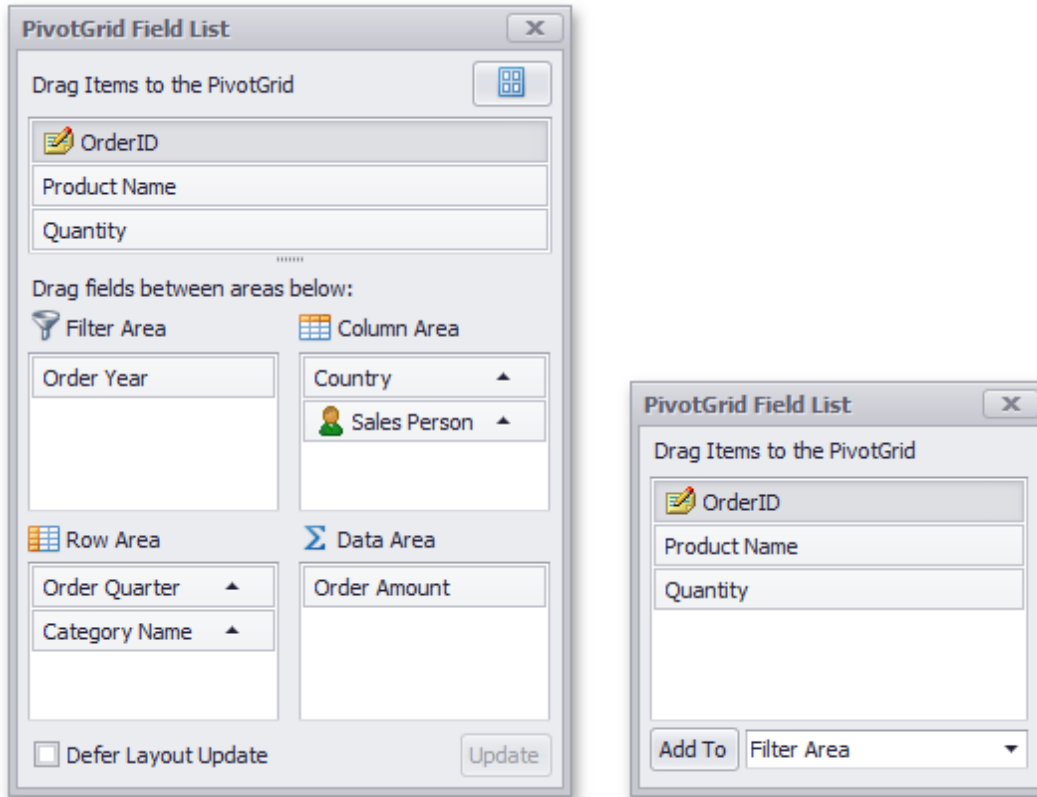 PivotGrid Field List
Drag Items to the PivotGrid
OrderID
Product Name
Quantity
Drag fields between areas below:
Filter Area
Order Year
Column Area
Country
Sales Person
Row Area
Order Quarter
Category Name
Data Area
Order Amount
Defer Layout Update
Update
PivotGrid Field List
Drag Items to the PivotGrid
OrderID
Product Name
Quantity
Add To
Filter Area